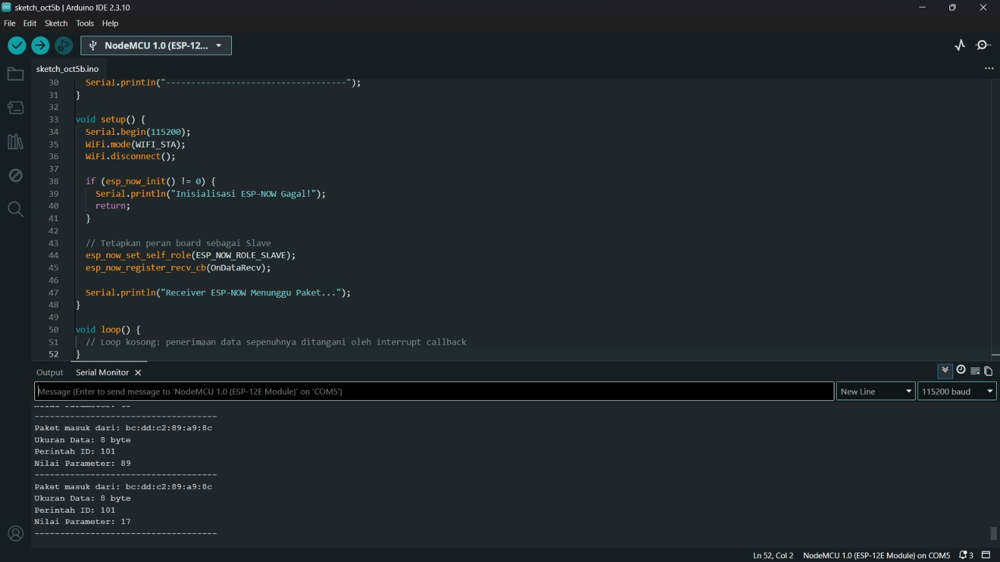 sketch_oct5b | Arduino IDE 2.3.10
File Edit Sketch Tools Help
NodeMCU 1.0 (ESP-12...
sketch_oct5b.ino
30 Serial.println("------------------------------------");
31 }
32
33 void setup() {
34 Serial.begin(115200);
35 WiFi.mode(WIFI_STA);
36 WiFi.disconnect();
37
38 if (esp_now_init() != 0) {
39 Serial.println("Inisialisasi ESP-NOW Gagal!");
40 return;
41 }
42
43 // Tetapkan peran board sebagai Slave
44 esp_now_set_self_role(ESP_NOW_ROLE_SLAVE);
45 esp_now_register_recv_cb(OnDataRecv);
46
47 Serial.println("Receiver ESP-NOW Menunggu Paket...");
48 }
49
50 void loop() {
51 // Loop kosong: penerimaan data sepenuhnya ditangani oleh interrupt callback
52 }
Output Serial Monitor
Message (Enter to send message to 'NodeMCU 1.0 (ESP-12E Module)' on 'COM5')
New Line 115200 baud
------------------------------------
Paket masuk dari: bc:dd:c2:89:a9:8c
Ukuran Data: 8 byte
Perintah ID: 101
Nilai Parameter: 89
------------------------------------
Paket masuk dari: bc:dd:c2:89:a9:8c
Ukuran Data: 8 byte
Perintah ID: 101
Nilai Parameter: 17
------------------------------------
Ln 52, Col 2 NodeMCU 1.0 (ESP-12E Module) on COM5 3